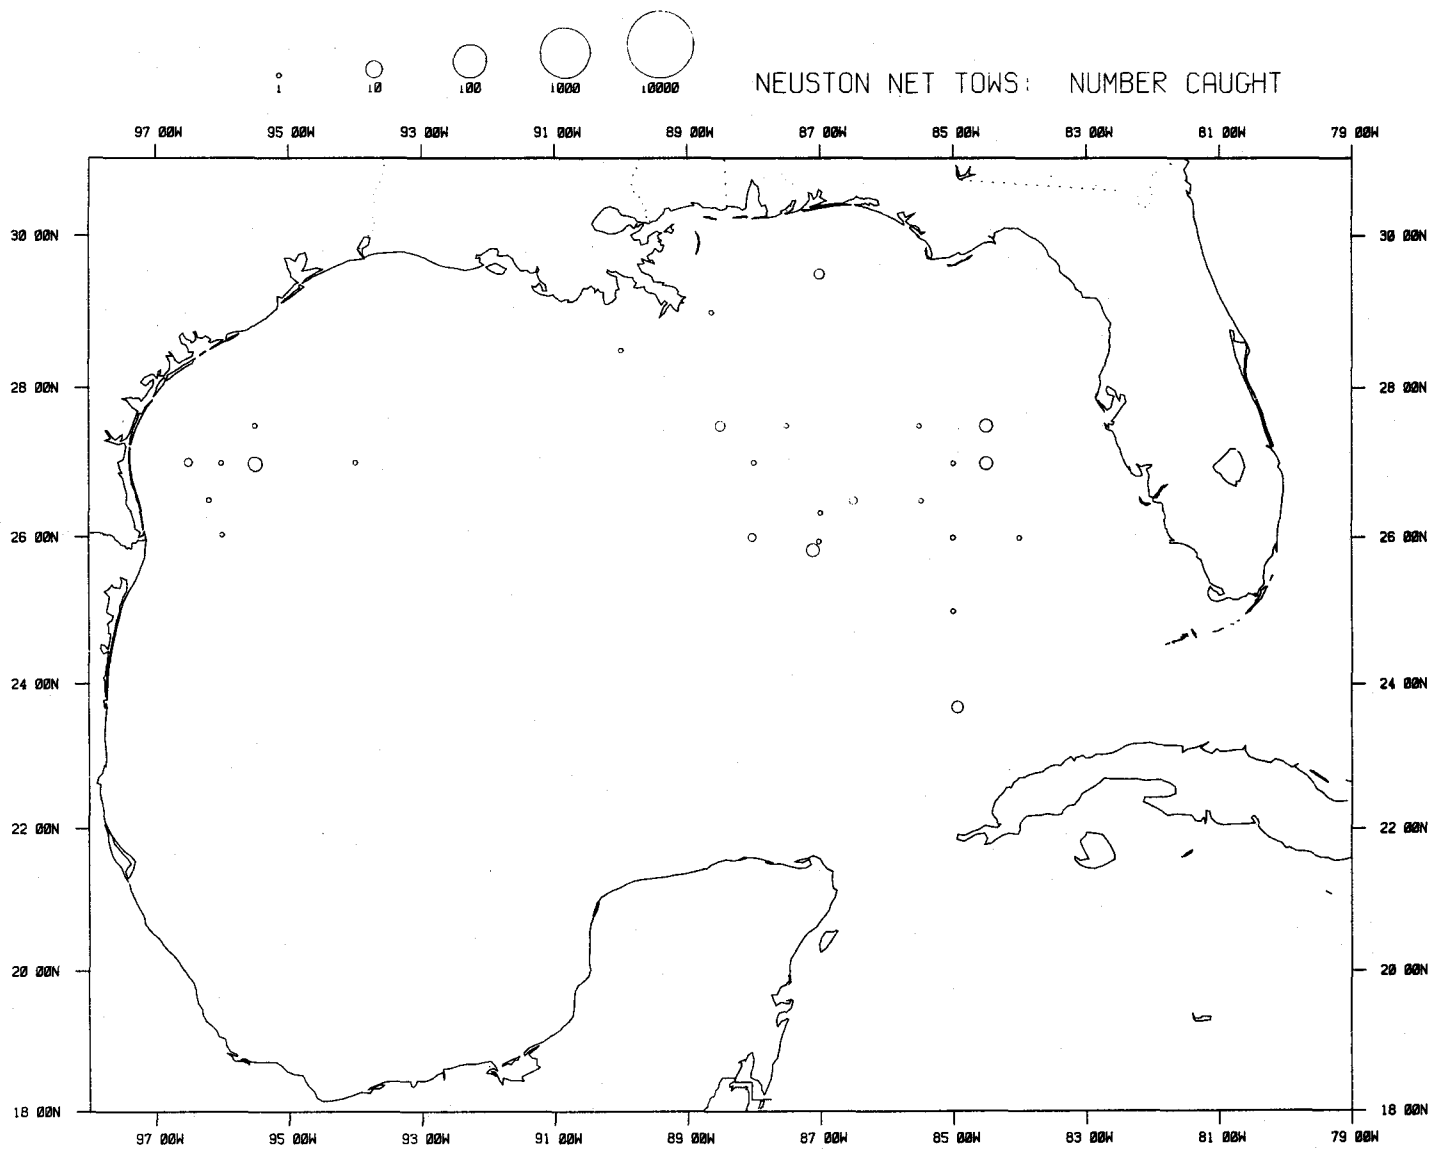 1 10 100 1000 10000
NEUSTON NET TOWS: NUMBER CAUGHT
97 00W 95 00W 93 00W 91 00W 89 00W 87 00W 85 00W 83 00W 81 00W 79 00W
30 00N 30 00N
28 00N 28 00N
26 00N 26 00N
24 00N 24 00N
22 00N 22 00N
20 00N 20 00N
18 00N 18 00N
97 00W 95 00W 93 00W 91 00W 89 00W 87 00W 85 00W 83 00W 81 00W 79 00W